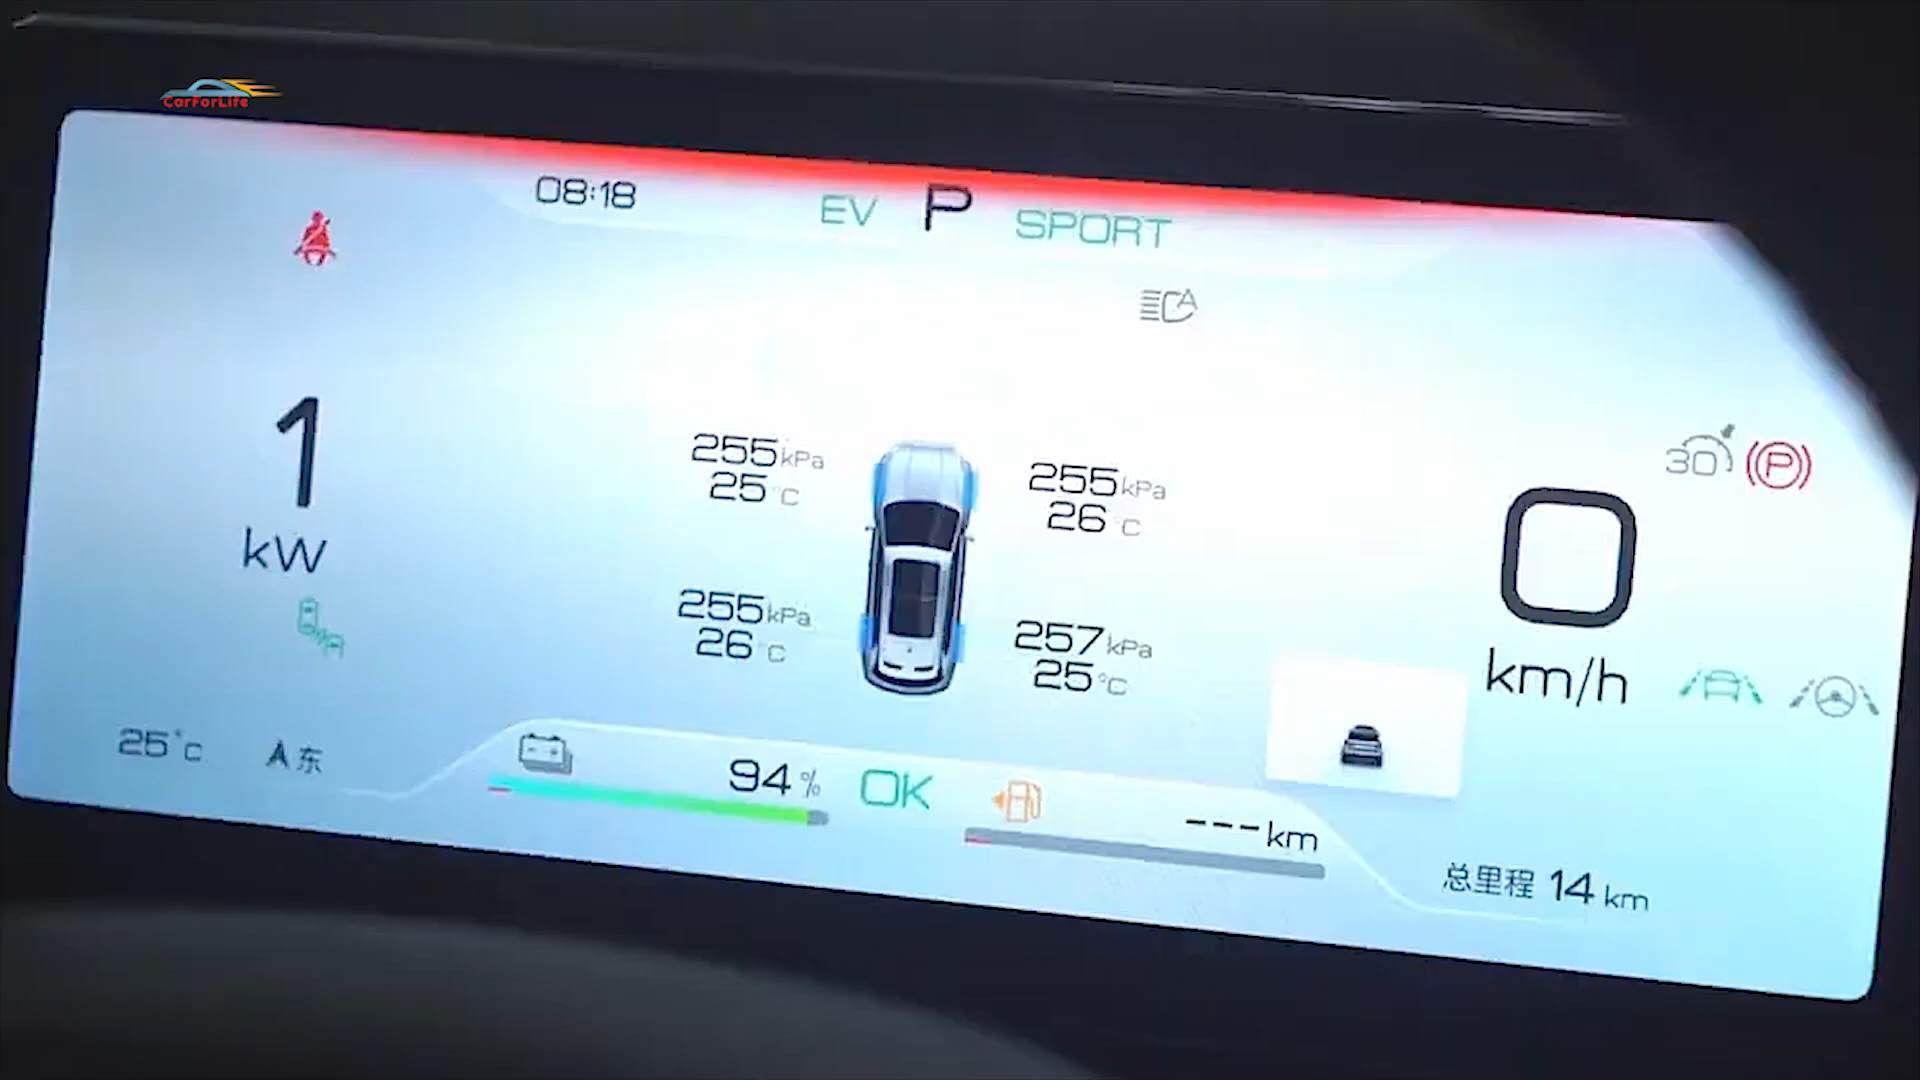 CarForLife
08:18
EV P SPORT
A
1
kW
255 kPa
25 °C
255 kPa
26 °C
255 kPa
26 °C
257 kPa
25 °C
30
P
0
km/h
25°C
东
94%
OK
---km
总里程 14 km